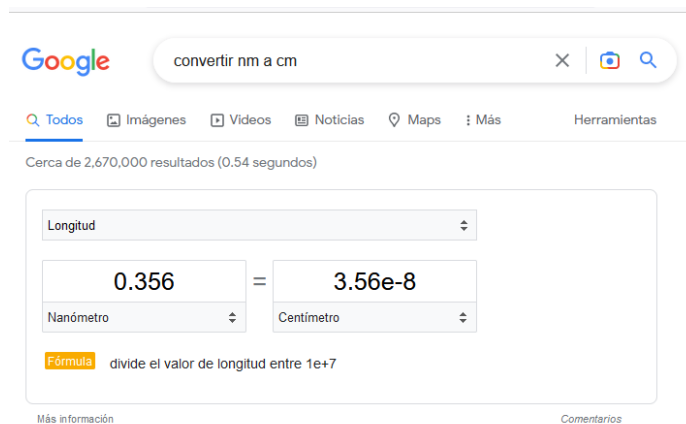 Google convertir nm a cm
Todos Imágenes Videos Noticias Maps Más Herramientas
Cerca de 2,670,000 resultados (0.54 segundos)
Longitud
0.356 = 3.56e-8
Nanómetro Centímetro
Fórmula divide el valor de longitud entre 1e+7
Más información Comentarios